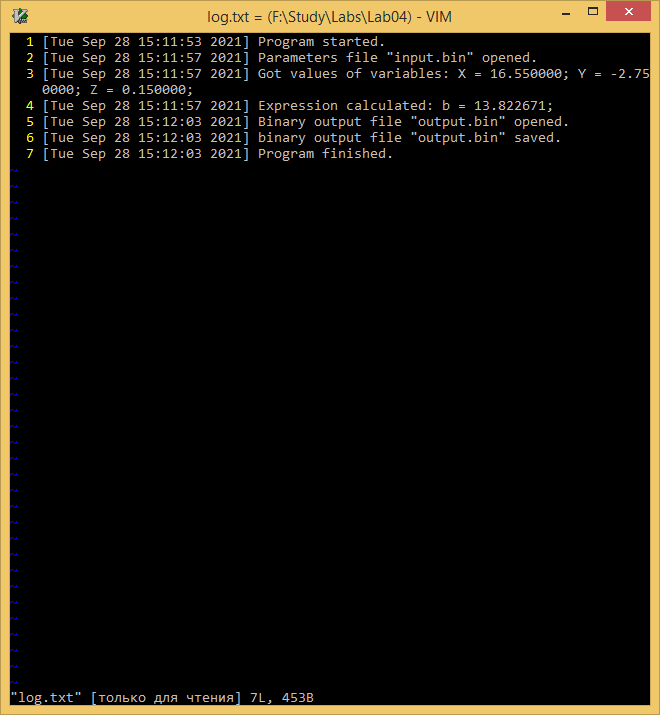 log.txt = (F:\Study\Labs\Lab04) - VIM
1 [Tue Sep 28 15:11:53 2021] Program started.
2 [Tue Sep 28 15:11:57 2021] Parameters file "input.bin" opened.
3 [Tue Sep 28 15:11:57 2021] Got values of variables: X = 16.550000; Y = -2.75
0000; Z = 0.150000;
4 [Tue Sep 28 15:11:57 2021] Expression calculated: b = 13.822671;
5 [Tue Sep 28 15:12:03 2021] Binary output file "output.bin" opened.
6 [Tue Sep 28 15:12:03 2021] binary output file "output.bin" saved.
7 [Tue Sep 28 15:12:03 2021] Program finished.
"log.txt" [только для чтения] 7L, 453B